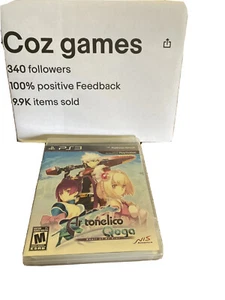 Coz games
340 followers
100% positive Feedback
9.9K items sold
PS3
Ar tonelico
Qoga
M
NIS